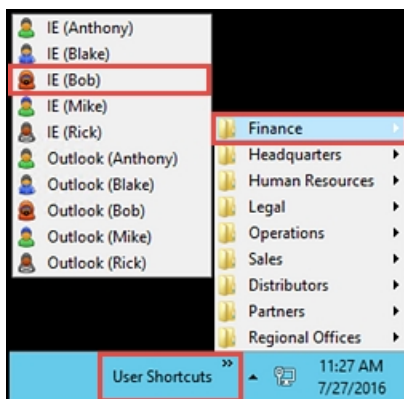 IE (Anthony)
IE (Blake)
IE (Bob)
IE (Mike)
IE (Rick)
Outlook (Anthony)
Outlook (Blake)
Outlook (Bob)
Outlook (Mike)
Outlook (Rick)
Finance
Headquarters
Human Resources
Legal
Operations
Sales
Distributors
Partners
Regional Offices
User Shortcuts »
11:27 AM
7/27/2016